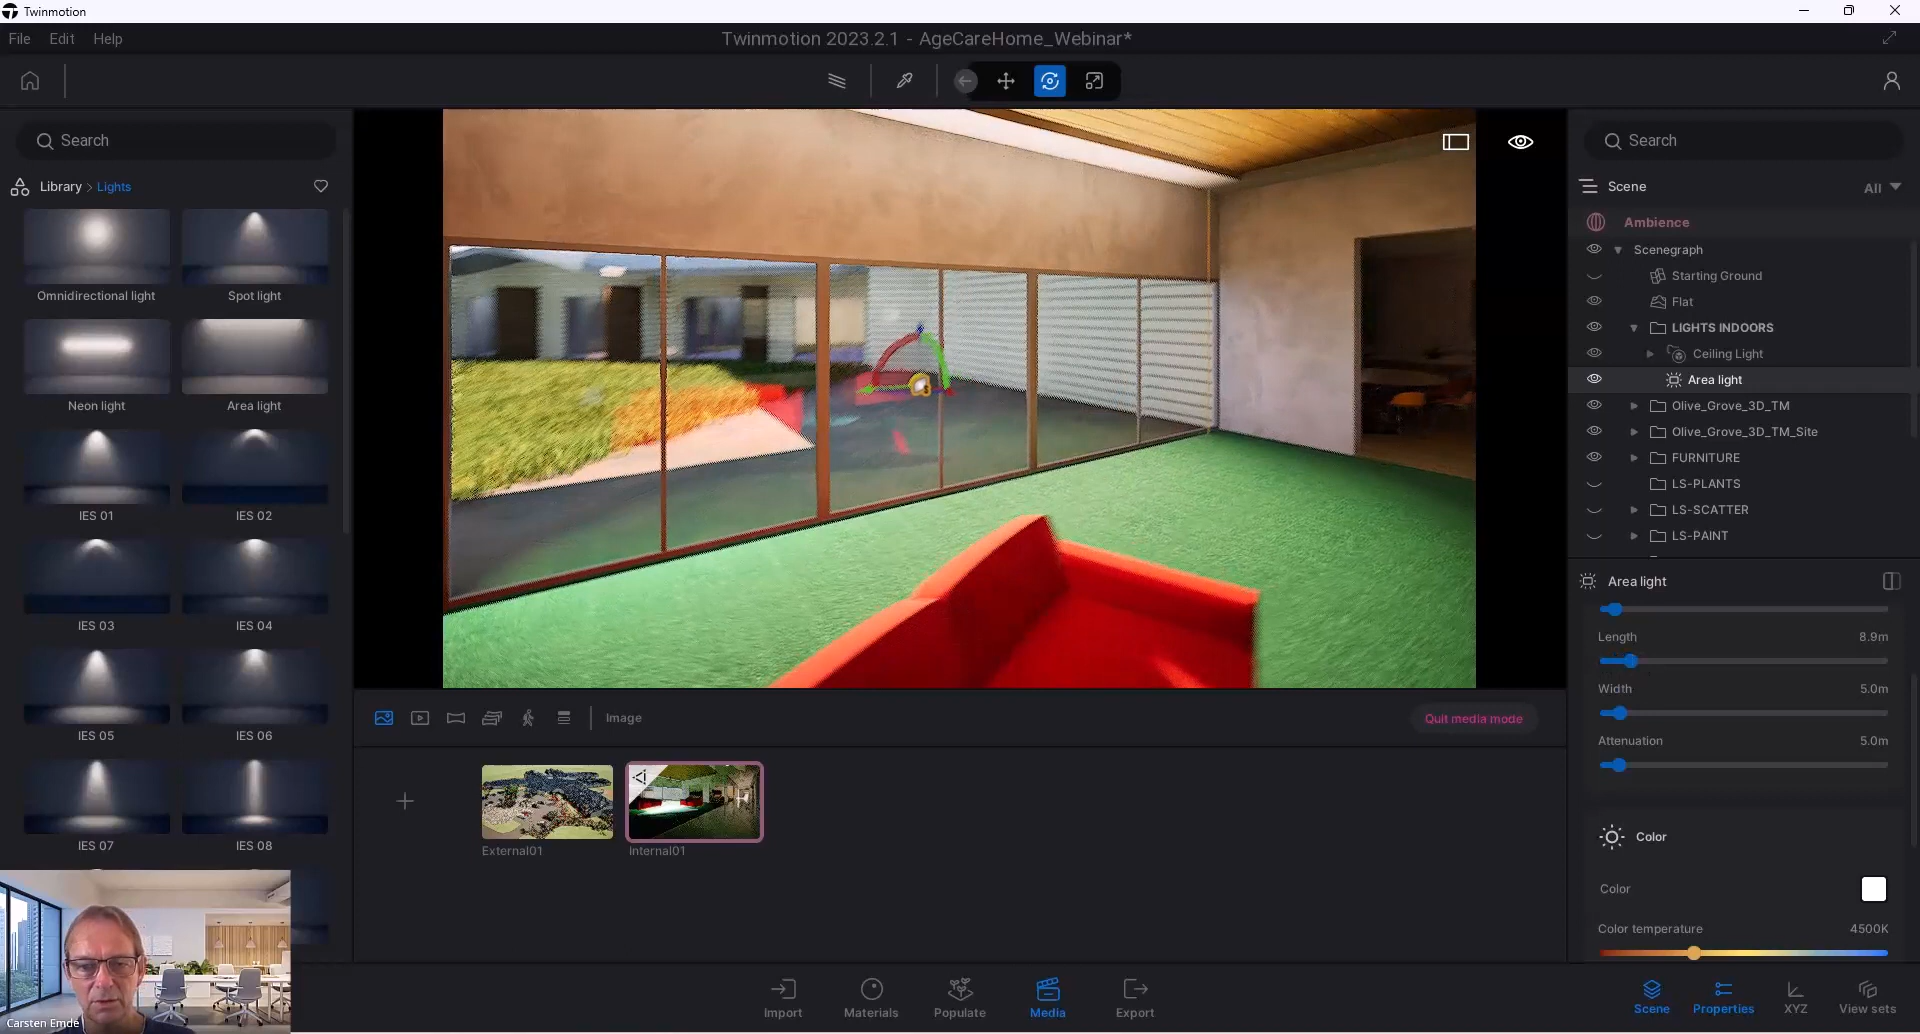 Twinmotion
File Edit Help
Twinmotion 2023.2.1 - AgeCareHome_Webinar*
Search
Library > Lights
Omnidirectional light
Spot light
Neon light
Area light
IES 01
IES 02
IES 03
IES 04
IES 05
IES 06
IES 07
IES 08
Carsten Emde
Image
Quit media mode
External01
Internal01
Import
Materials
Populate
Media
Export
Search
Scene
All
Ambience
Scenegraph
Starting Ground
Flat
LIGHTS INDOORS
Ceiling Light
Area light
Olive_Grove_3D_TM
Olive_Grove_3D_TM_Site
FURNITURE
LS-PLANTS
LS-SCATTER
LS-PAINT
Area light
Length 8.9m
Width 5.0m
Attenuation 5.0m
Color
Color
Color temperature 4500K
Scene
Properties
XYZ
View sets